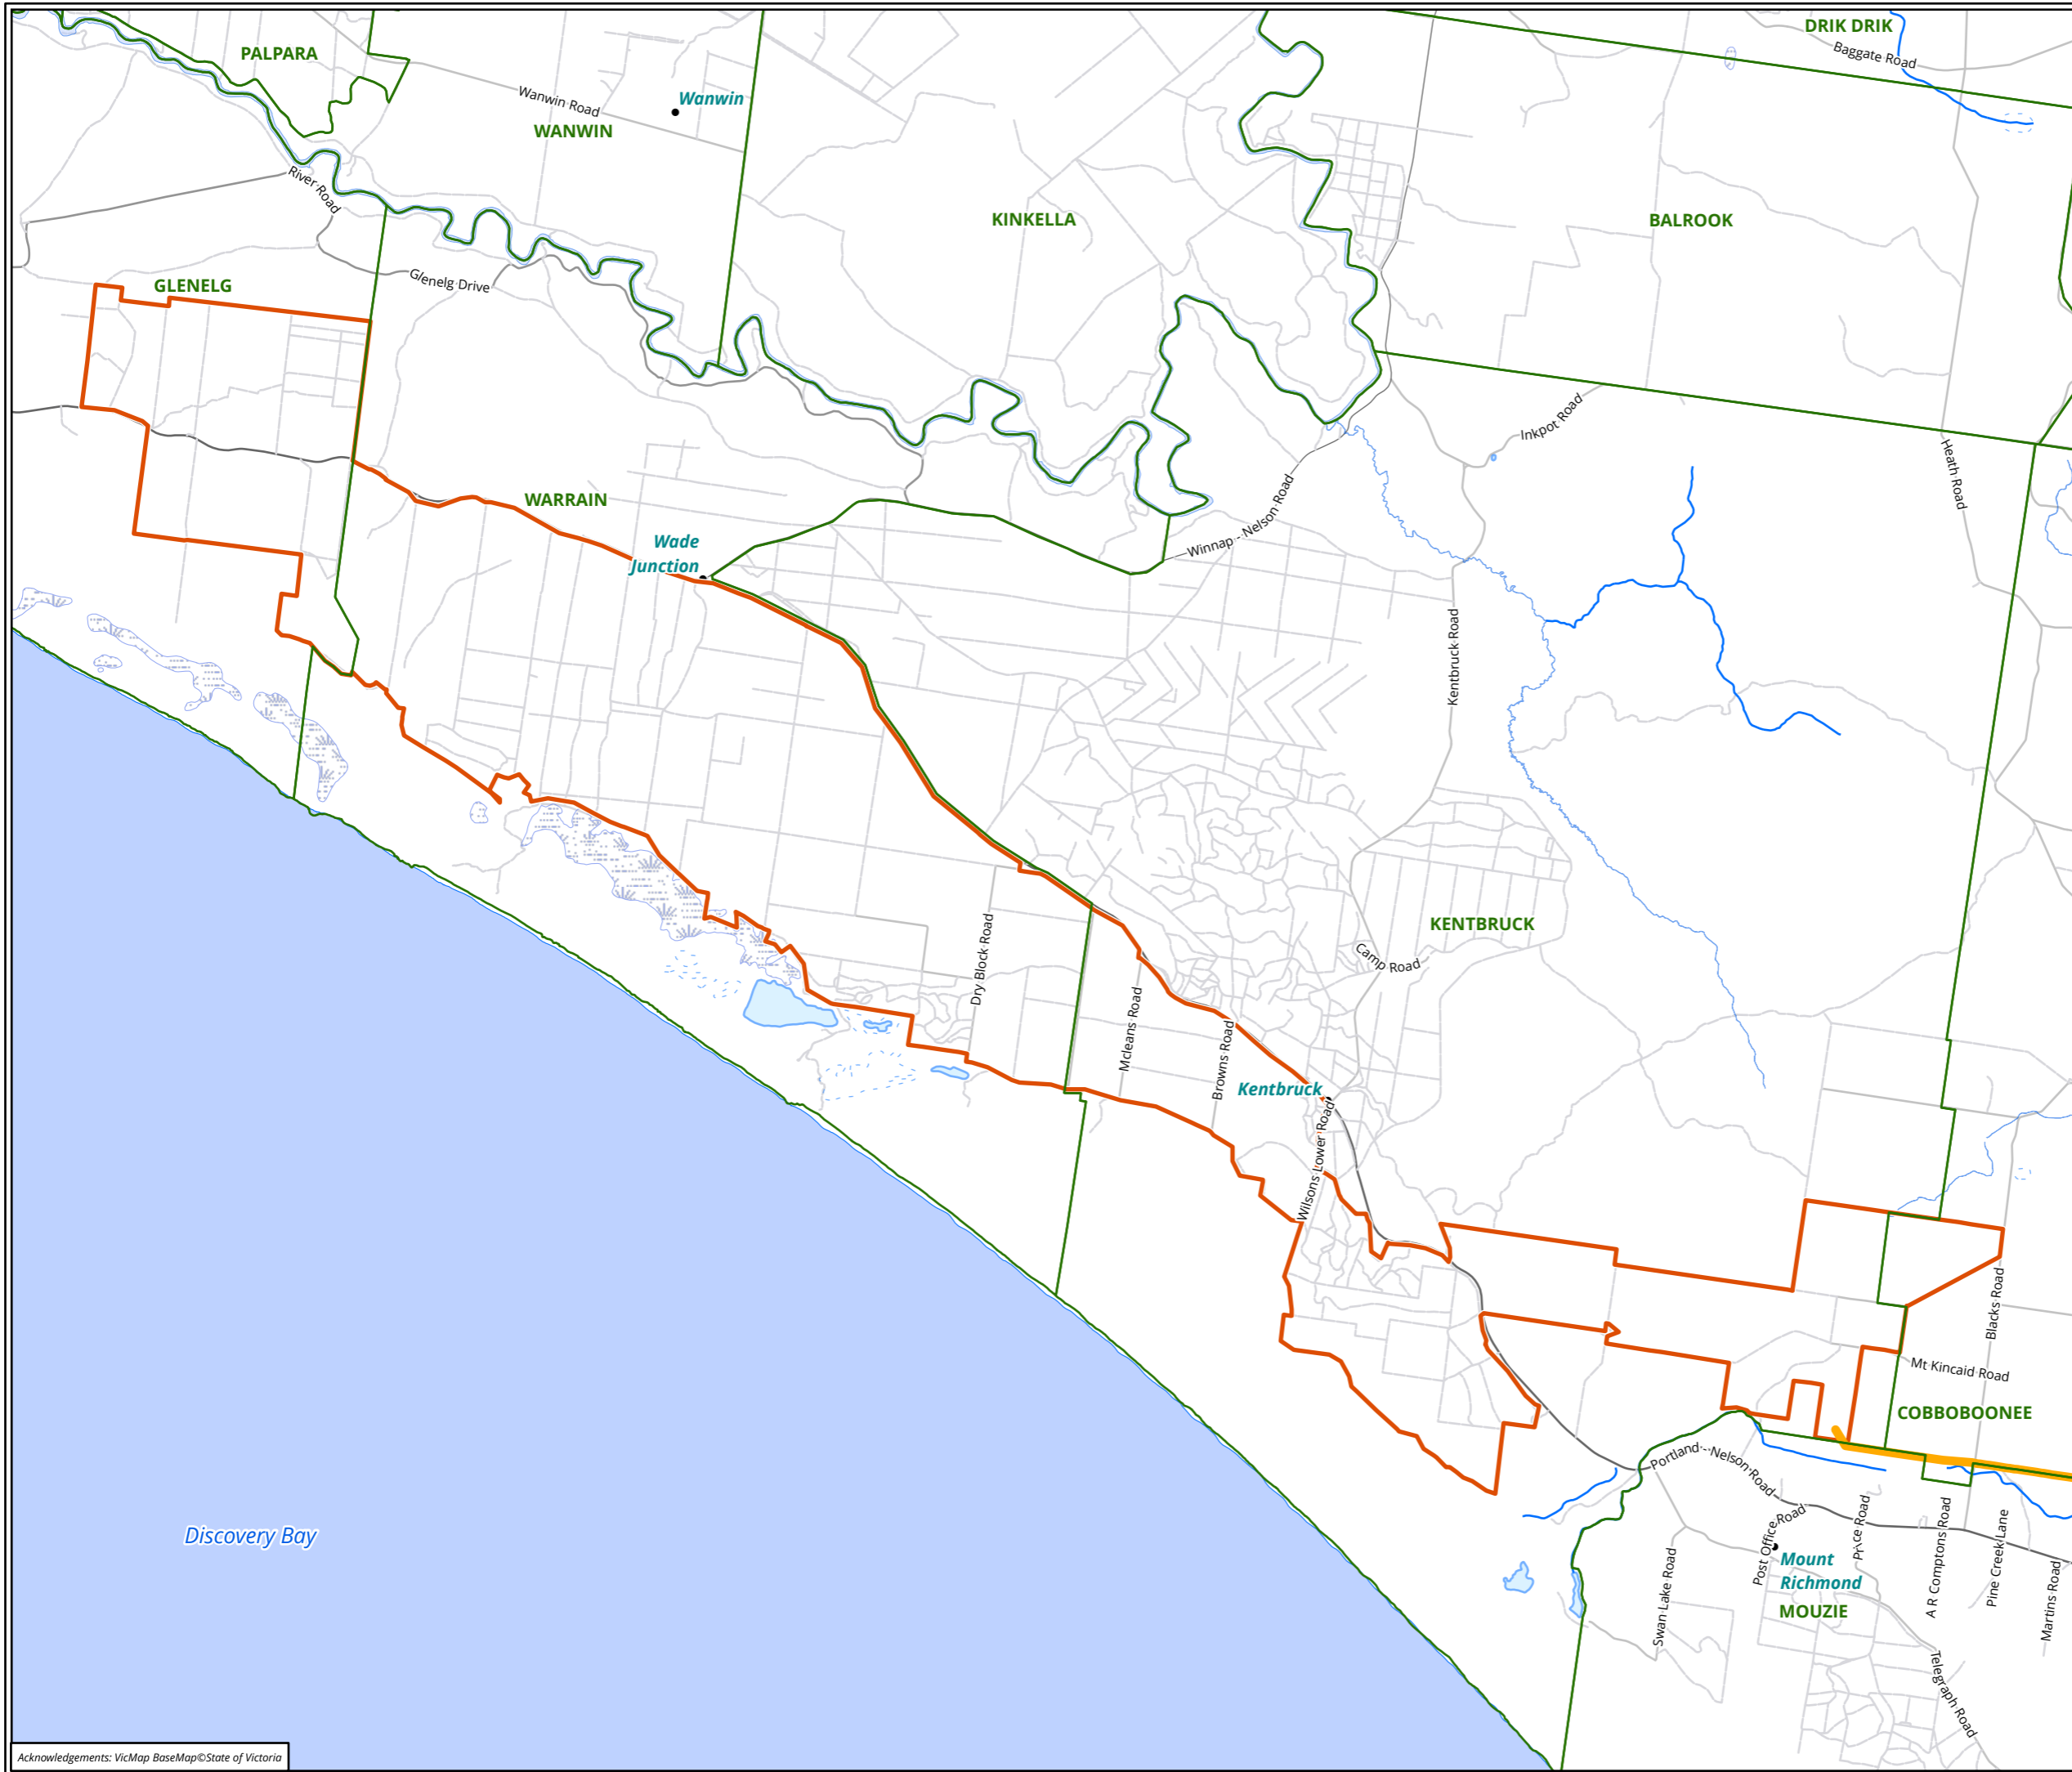 DRIK DRIK
PALPARA
Baggate Road
Wanwin
Wanwin Road
WANWIN
River Road
KINKELLA
BALROOK
Glenelg Drive
GLENELG
Inkpot Road
Heath Road
WARRAIN
Winnap - Nelson Road
Wade
Junction
Kentbruck Road
KENTBRUCK
Camp Road
Dry Block Road
Mcleans Road
Browns Road
Kentbruck
Wilsons Lower Road
Blacks Road
Mt Kincaid Road
COBBOBOONEE
Portland - Nelson Road
Discovery Bay
Post Office Road
Price Road
A R Comptons Road
Pine Creek Lane
Mount
Richmond
Swan Lake Road
Martins Road
MOUZIE
Telegraph Road
Acknowledgements: VicMap BaseMap©State of Victoria